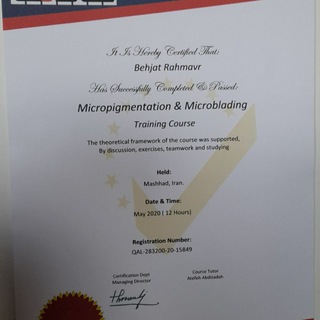 It Is Hereby Certified That:
Behjat Rahmavr
Has Successfully Completed & Passed:
Micropigmentation & Microblading
Training Course
The theoretical framework of the course was supported,
By discussion, exercises, teamwork and studying
Held:
Mashhad, Iran.
Date & Time:
May 2020 ( 12 Hours)
Registration Number:
QAL-283200-20-15849
Certification Dept
Managing Director
Course Tutor
Atefeh Abdizadeh